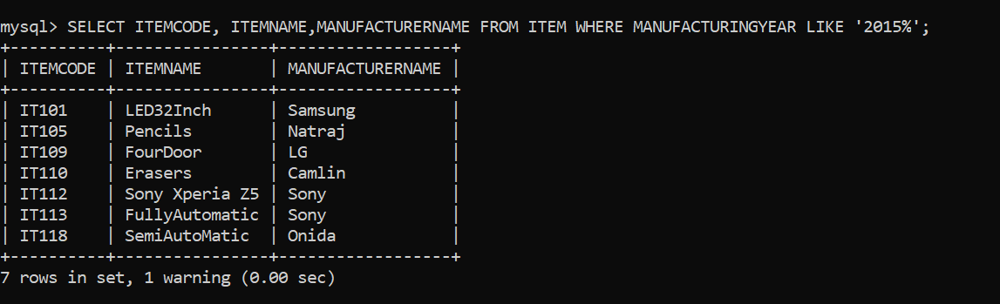 mysql> SELECT ITEMCODE, ITEMNAME,MANUFACTURERNAME FROM ITEM WHERE MANUFACTURINGYEAR LIKE '2015%';
+----------+----------------+------------------+
| ITEMCODE | ITEMNAME       | MANUFACTURERNAME |
+----------+----------------+------------------+
| IT101    | LED32Inch      | Samsung          |
| IT105    | Pencils        | Natraj           |
| IT109    | FourDoor       | LG               |
| IT110    | Erasers        | Camlin           |
| IT112    | Sony Xperia Z5 | Sony             |
| IT113    | FullyAutomatic | Sony             |
| IT118    | SemiAutoMatic  | Onida            |
+----------+----------------+------------------+
7 rows in set, 1 warning (0.00 sec)